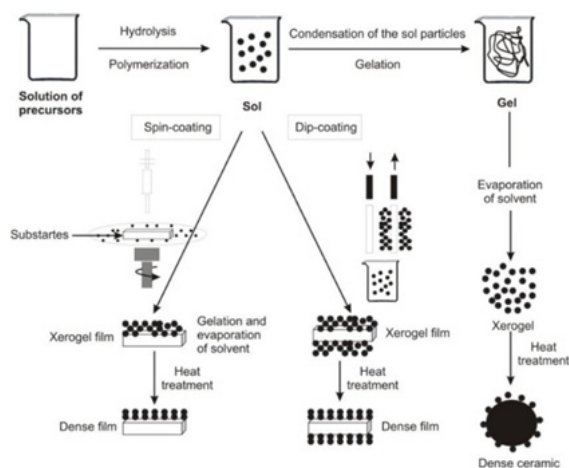 Hydrolysis
Polymerization
Condensation of the sol particles
Gelation
Solution of
precursors
Sol
Gel
Spin-coating
Dip-coating
Evaporation
of solvent
Substartes
Xerogel film
Gelation and
evaporation
of solvent
Xerogel film
Xerogel
Heat
treatment
Heat
treatment
Heat
treatment
Dense film
Dense film
Dense ceramic